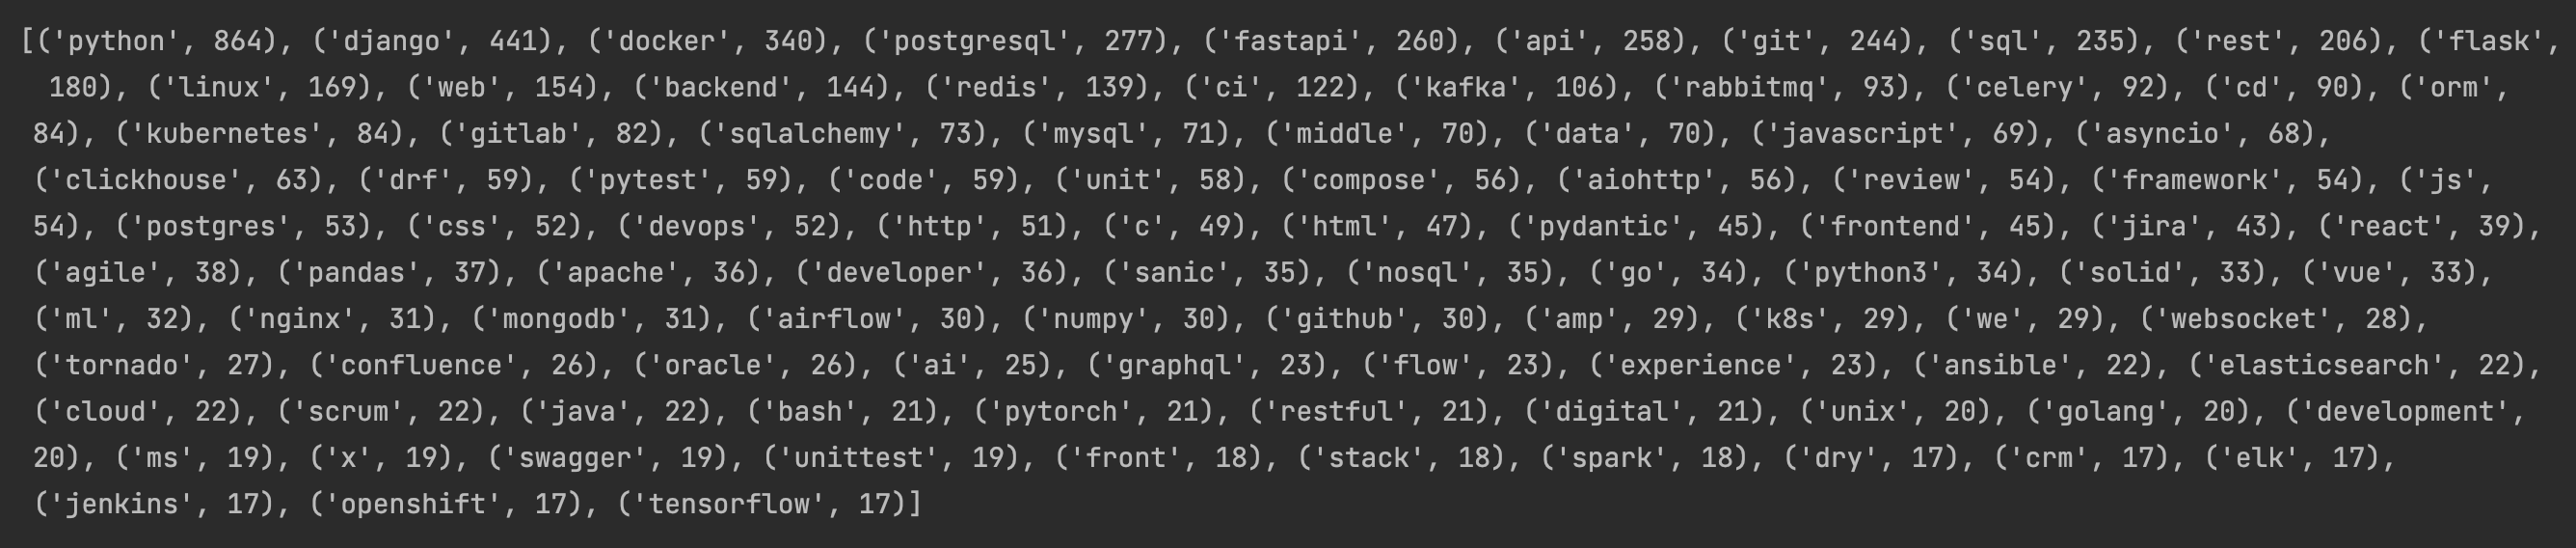 [('python', 864), ('django', 441), ('docker', 340), ('postgresql', 277), ('fastapi', 260), ('api', 258), ('git', 244), ('sql', 235), ('rest', 206), ('flask',
180), ('linux', 169), ('web', 154), ('backend', 144), ('redis', 139), ('ci', 122), ('kafka', 106), ('rabbitmq', 93), ('celery', 92), ('cd', 90), ('orm',
84), ('kubernetes', 84), ('gitlab', 82), ('sqlalchemy', 73), ('mysql', 71), ('middle', 70), ('data', 70), ('javascript', 69), ('asyncio', 68),
('clickhouse', 63), ('drf', 59), ('pytest', 59), ('code', 59), ('unit', 58), ('compose', 56), ('aiohttp', 56), ('review', 54), ('framework', 54), ('js',
54), ('postgres', 53), ('css', 52), ('devops', 52), ('http', 51), ('c', 49), ('html', 47), ('pydantic', 45), ('frontend', 45), ('jira', 43), ('react', 39),
('agile', 38), ('pandas', 37), ('apache', 36), ('developer', 36), ('sanic', 35), ('nosql', 35), ('go', 34), ('python3', 34), ('solid', 33), ('vue', 33),
('ml', 32), ('nginx', 31), ('mongodb', 31), ('airflow', 30), ('numpy', 30), ('github', 30), ('amp', 29), ('k8s', 29), ('we', 29), ('websocket', 28),
('tornado', 27), ('confluence', 26), ('oracle', 26), ('ai', 25), ('graphql', 23), ('flow', 23), ('experience', 23), ('ansible', 22), ('elasticsearch', 22),
('cloud', 22), ('scrum', 22), ('java', 22), ('bash', 21), ('pytorch', 21), ('restful', 21), ('digital', 21), ('unix', 20), ('golang', 20), ('development',
20), ('ms', 19), ('x', 19), ('swagger', 19), ('unittest', 19), ('front', 18), ('stack', 18), ('spark', 18), ('dry', 17), ('crm', 17), ('elk', 17),
('jenkins', 17), ('openshift', 17), ('tensorflow', 17)]